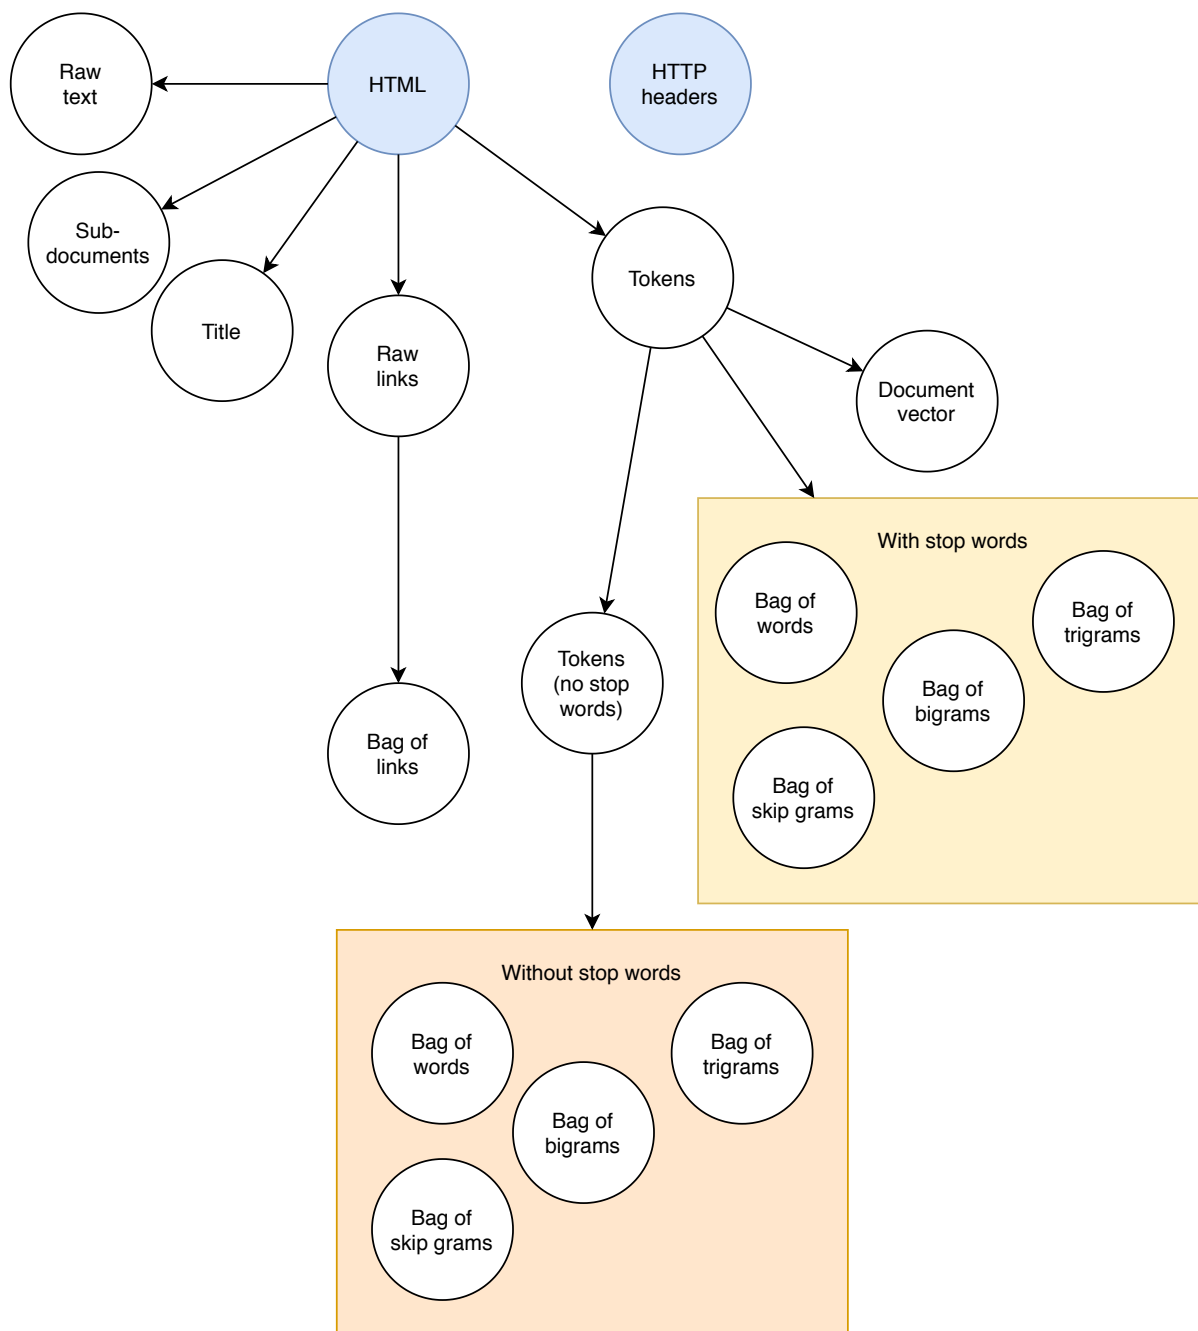 Raw
text
HTML
HTTP
headers
Sub-
documents
Title
Raw
links
Tokens
Document
vector
With stop words
Bag of
words
Bag of
trigrams
Bag of
bigrams
Bag of
skip grams
Tokens
(no stop
words)
Bag of
links
Without stop words
Bag of
words
Bag of
trigrams
Bag of
bigrams
Bag of
skip grams